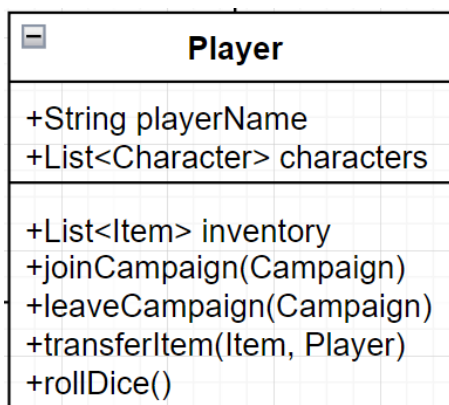 Player
+String playerName
+List<Character> characters
+List<Item> inventory
+joinCampaign(Campaign)
+leaveCampaign(Campaign)
+transferItem(Item, Player)
+rollDice()